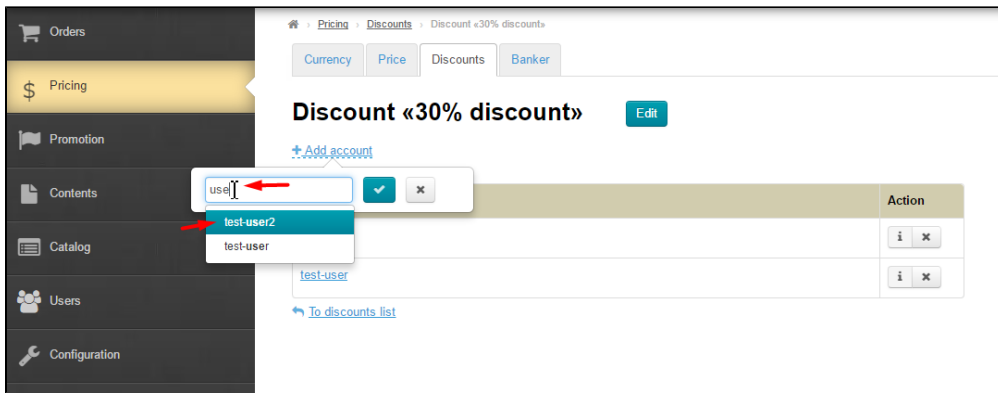 Orders
Pricing
Promotion
Contents
Catalog
Users
Configuration
Pricing Discounts Discount «30% discount»
Currency Price Discounts Banker
Discount «30% discount» Edit
+ Add account
use
test-user2
test-user
Action
test-user
To discounts list